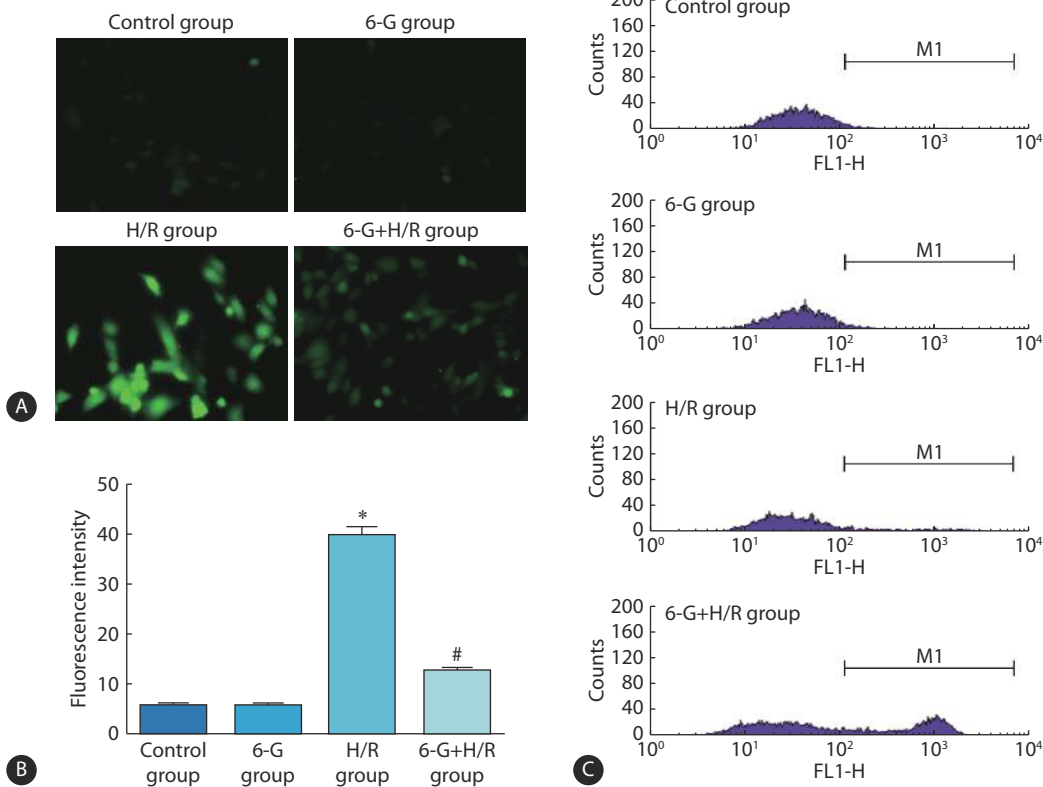 Control group 6-G group
H/R group 6-G+H/R group
A
Fluorescence intensity
50
40
30
20
10
0
*
#
Control group
6-G group
H/R group
6-G+H/R group
B
Control group
Counts
200
160
120
80
40
0
M1
10⁰ 10¹ 10² 10³ 10⁴
FL1-H
6-G group
Counts
200
160
120
80
40
0
M1
10⁰ 10¹ 10² 10³ 10⁴
FL1-H
H/R group
Counts
200
160
120
80
40
0
M1
10⁰ 10¹ 10² 10³ 10⁴
FL1-H
6-G+H/R group
Counts
200
160
120
80
40
0
M1
10⁰ 10¹ 10² 10³ 10⁴
FL1-H
C